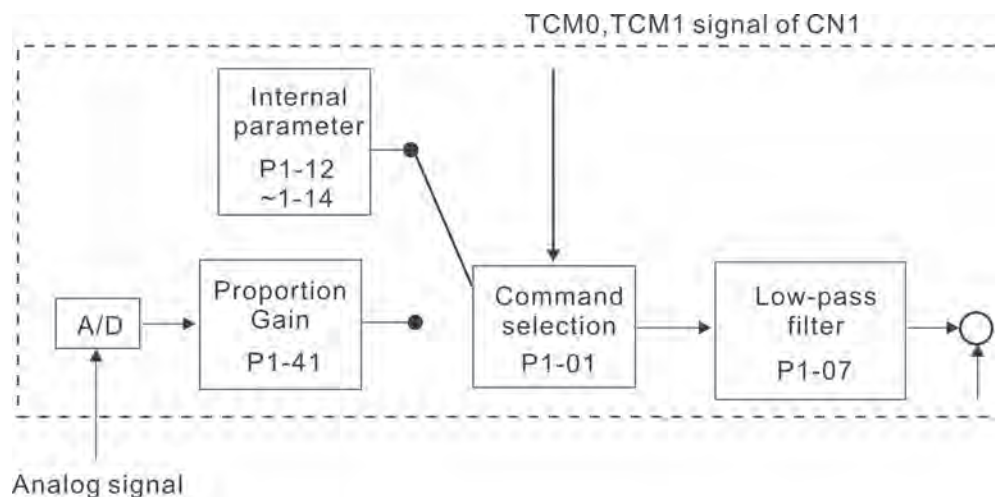 TCM0,TCM1 signal of CN1
Internal
parameter
P1-12
~1-14
A/D
Proportion
Gain
P1-41
Command
selection
P1-01
Low-pass
filter
P1-07
Analog signal